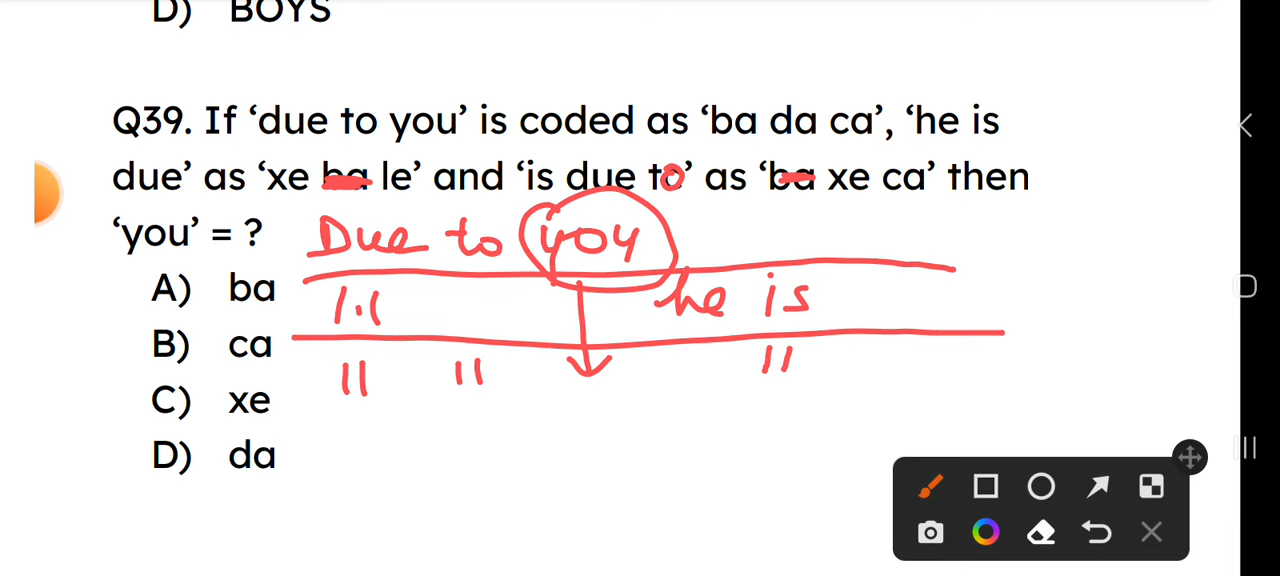 D) BOYS
Q39. If ‘due to you’ is coded as ‘ba da ca’, ‘he is
due’ as ‘xe ba le’ and ‘is due to’ as ‘ba xe ca’ then
‘you’ = ?
Due to you
A) ba
he is
B) ca
C) xe
D) da